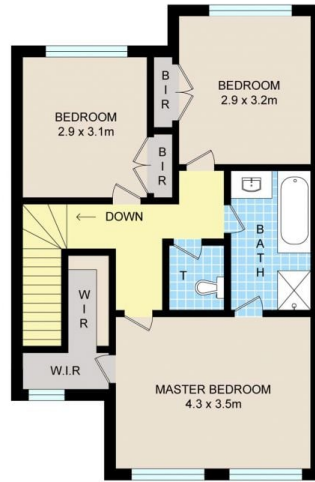 BEDROOM
2.9 x 3.2m
BIR
BEDROOM
2.9 x 3.1m
BIR
← DOWN
BATH
T
WIR
W.I.R
MASTER BEDROOM
4.3 x 3.5m